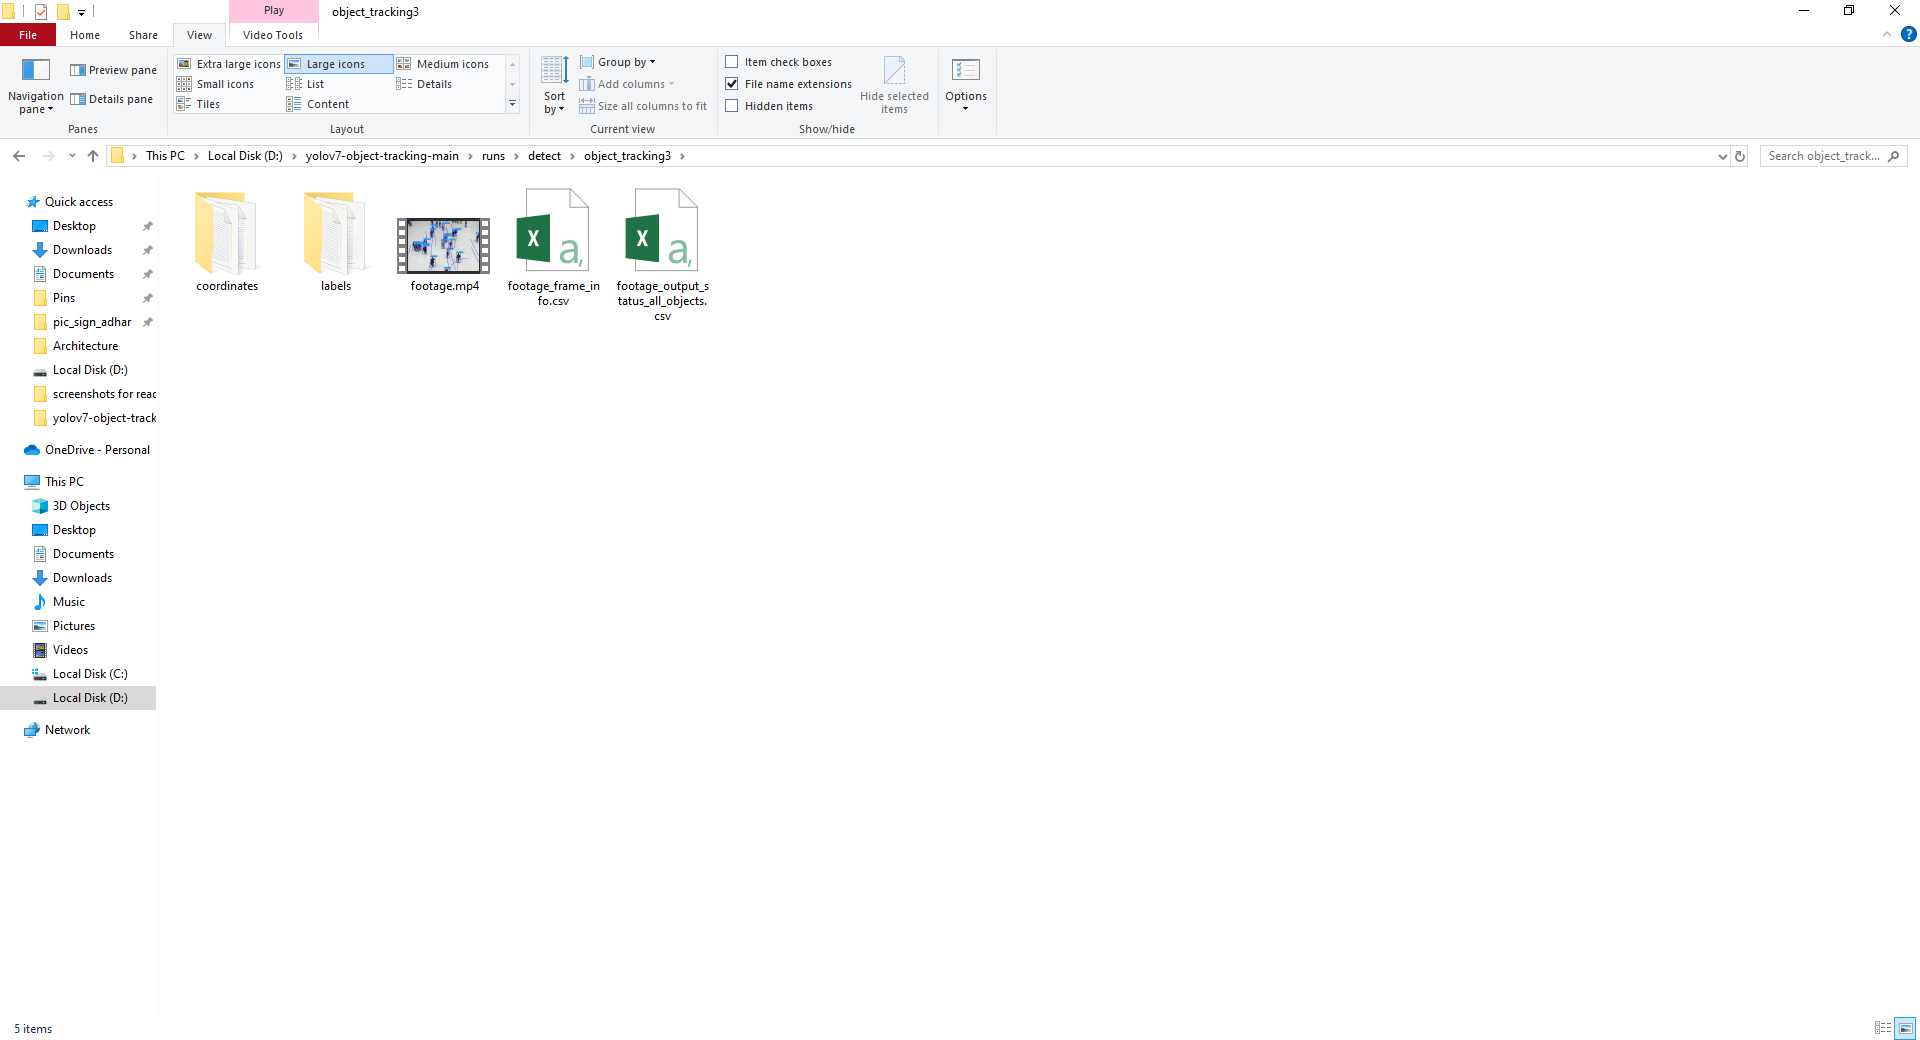 Play
object_tracking3
File
Home
Share
View
Video Tools
Navigation pane
Preview pane
Details pane
Panes
Extra large icons
Large icons
Medium icons
Small icons
List
Details
Tiles
Content
Layout
Sort by
Group by
Add columns
Size all columns to fit
Current view
Item check boxes
File name extensions
Hidden items
Hide selected items
Show/hide
Options
This PC
Local Disk (D:)
yolov7-object-tracking-main
runs
detect
object_tracking3
Search object_track...
Quick access
Desktop
Downloads
Documents
Pins
pic_sign_adhar
Architecture
Local Disk (D:)
screenshots for reac
yolov7-object-track
OneDrive - Personal
This PC
3D Objects
Desktop
Documents
Downloads
Music
Pictures
Videos
Local Disk (C:)
Local Disk (D:)
Network
coordinates
labels
footage.mp4
footage_frame_in
fo.csv
footage_output_s
tatus_all_objects.
csv
5 items